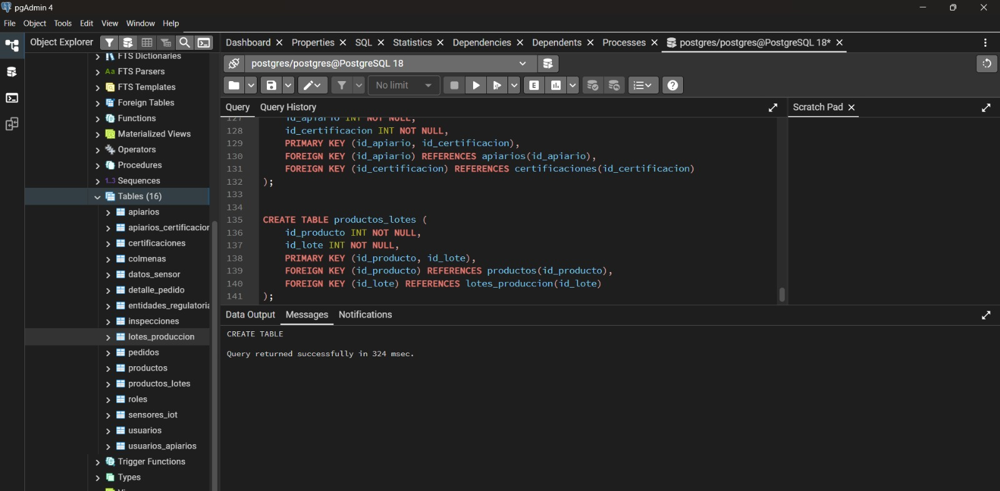 pgAdmin 4
File Object Tools Edit View Window Help
Object Explorer
Dashboard Properties SQL Statistics Dependencies Dependents Processes postgres/postgres@PostgreSQL 18*
FTS Dictionaries
Aa FTS Parsers
FTS Templates
Foreign Tables
Functions
Materialized Views
Operators
Procedures
1..3 Sequences
Tables (16)
apiarios
apiarios_certificacion
certificaciones
colmenas
datos_sensor
detalle_pedido
entidades_regulatoria
inspecciones
lotes_produccion
pedidos
productos
productos_lotes
roles
sensores_iot
usuarios
usuarios_apiarios
Trigger Functions
Types
postgres/postgres@PostgreSQL 18
No limit
E
Query Query History
Scratch Pad
127 id_apiario INT NOT NULL,
128 id_certificacion INT NOT NULL,
129 PRIMARY KEY (id_apiario, id_certificacion),
130 FOREIGN KEY (id_apiario) REFERENCES apiarios(id_apiario),
131 FOREIGN KEY (id_certificacion) REFERENCES certificaciones(id_certificacion)
132 );
133
134
135 CREATE TABLE productos_lotes (
136 id_producto INT NOT NULL,
137 id_lote INT NOT NULL,
138 PRIMARY KEY (id_producto, id_lote),
139 FOREIGN KEY (id_producto) REFERENCES productos(id_producto),
140 FOREIGN KEY (id_lote) REFERENCES lotes_produccion(id_lote)
141 );
Data Output Messages Notifications
CREATE TABLE
Query returned successfully in 324 msec.